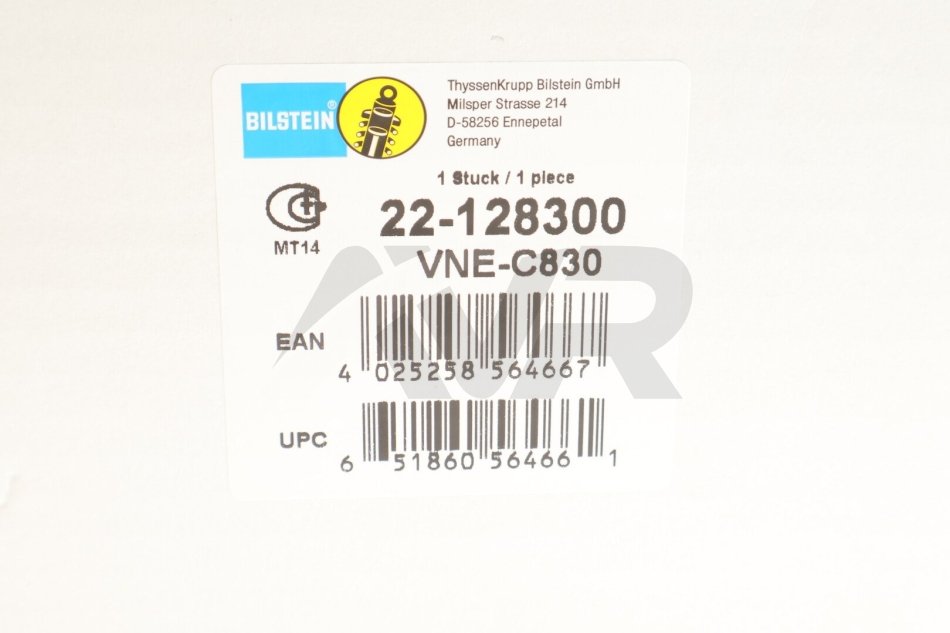 BILSTEIN®
ThyssenKrupp Bilstein GmbH
Milsper Strasse 214
D-58256 Ennepetal
Germany
1 Stuck / 1 piece
22-128300
VNE-C830
MT14
EAN
4 025258 564667
UPC
6 51860 56466 1
MR